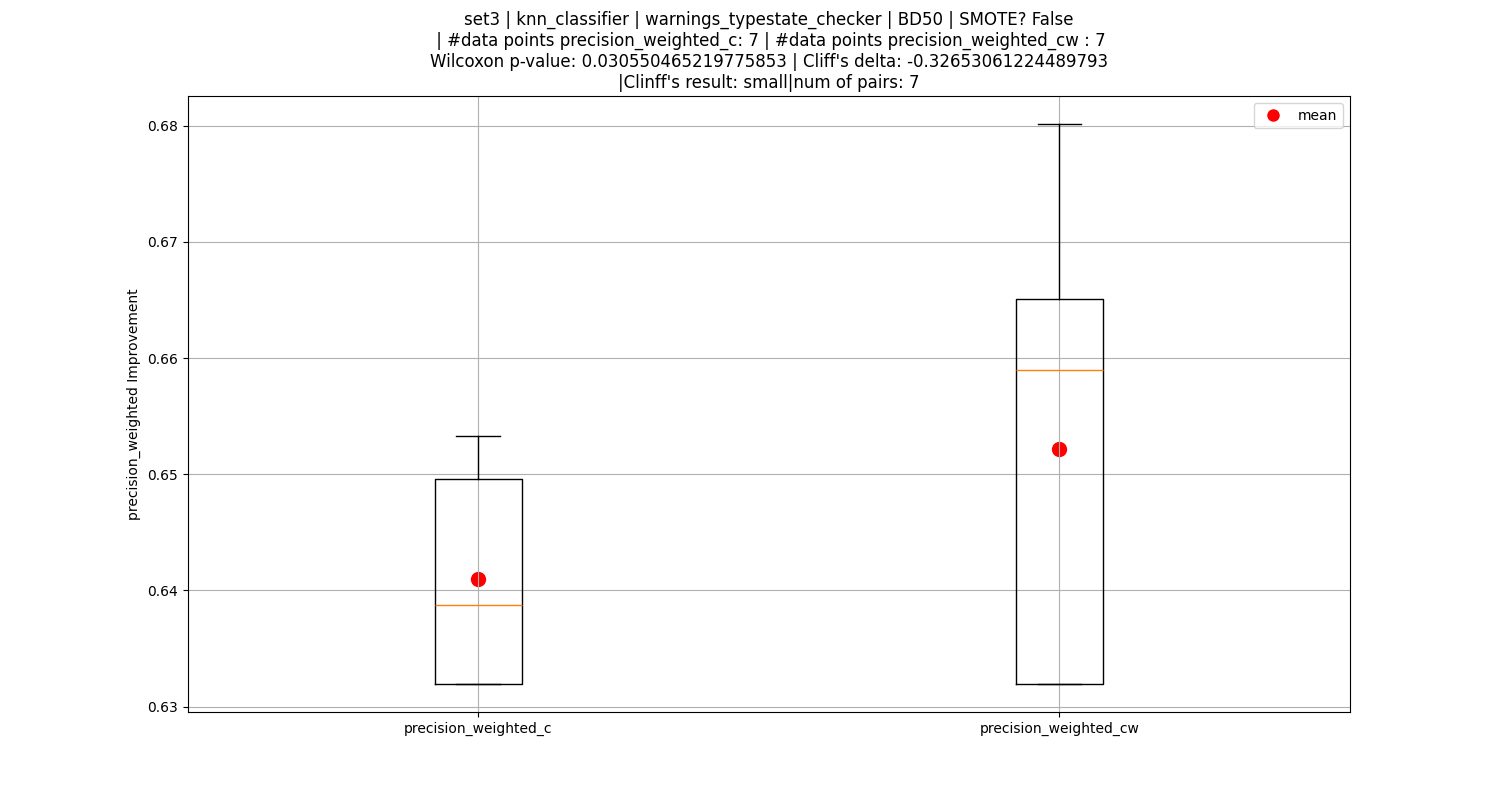 set3 | knn_classifier | warnings_typestate_checker | BD50 | SMOTE? False
| #data points precision_weighted_c: 7 | #data points precision_weighted_cw : 7
Wilcoxon p-value: 0.030550465219775853 | Cliff's delta: -0.32653061224489793
|Clinff's result: small|num of pairs: 7
mean
0.68
0.67
0.66
0.65
0.64
0.63
precision_weighted Improvement
precision_weighted_c
precision_weighted_cw